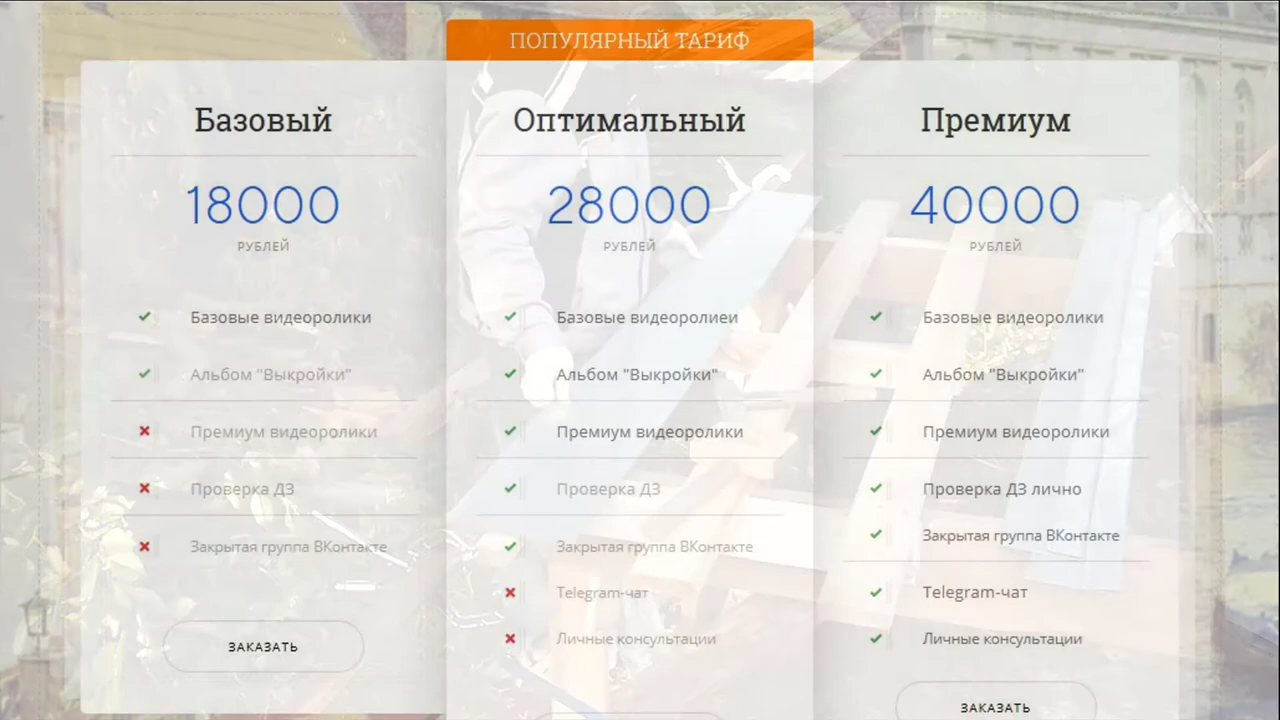 ПОПУЛЯРНЫЙ ТАРИФ
Базовый
18000
РУБЛЕЙ
Базовые видеоролики
Альбом "Выкройки"
Премиум видеоролики
Проверка ДЗ
Закрытая группа ВКонтакте
ЗАКАЗАТЬ
Оптимальный
28000
РУБЛЕЙ
Базовые видеоролиеи
Альбом "Выкройки"
Премиум видеоролики
Проверка ДЗ
Закрытая группа ВКонтакте
Telegram-чат
Личные консультации
Премиум
40000
РУБЛЕЙ
Базовые видеоролики
Альбом "Выкройки"
Премиум видеоролики
Проверка ДЗ лично
Закрытая группа ВКонтакте
Telegram-чат
Личные консультации
ЗАКАЗАТЬ